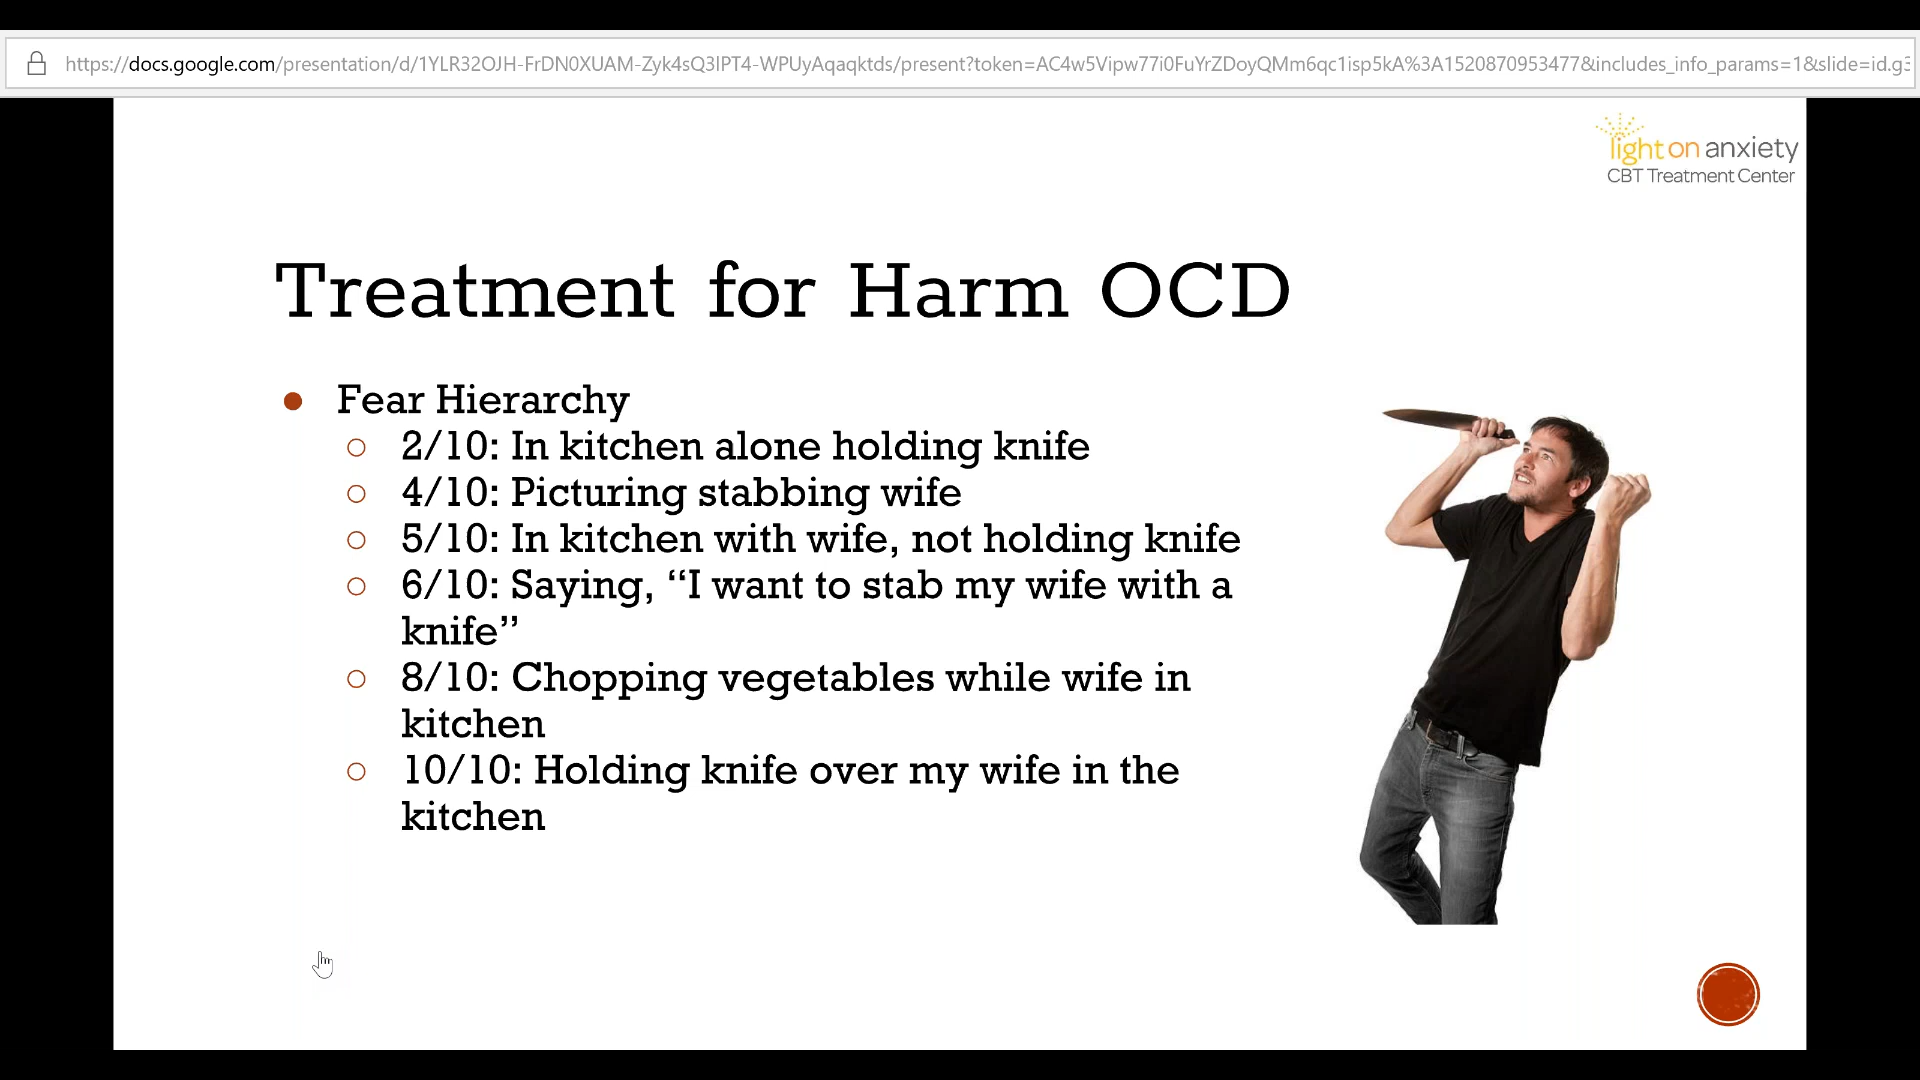 https://docs.google.com/presentation/d/1YLR32OJH-FrDN0XUAM-Zyk4sQ3lPT4-WPUyAqaqktds/present?token=AC4w5Vipw77i0FuYrZDoyQMm6qc1isp5kA%3A1520870953477&includes_info_params=1&slide=id.g3
light on anxiety
CBT Treatment Center
Treatment for Harm OCD
Fear Hierarchy
2/10: In kitchen alone holding knife
4/10: Picturing stabbing wife
5/10: In kitchen with wife, not holding knife
6/10: Saying, “I want to stab my wife with a
knife”
8/10: Chopping vegetables while wife in
kitchen
10/10: Holding knife over my wife in the
kitchen